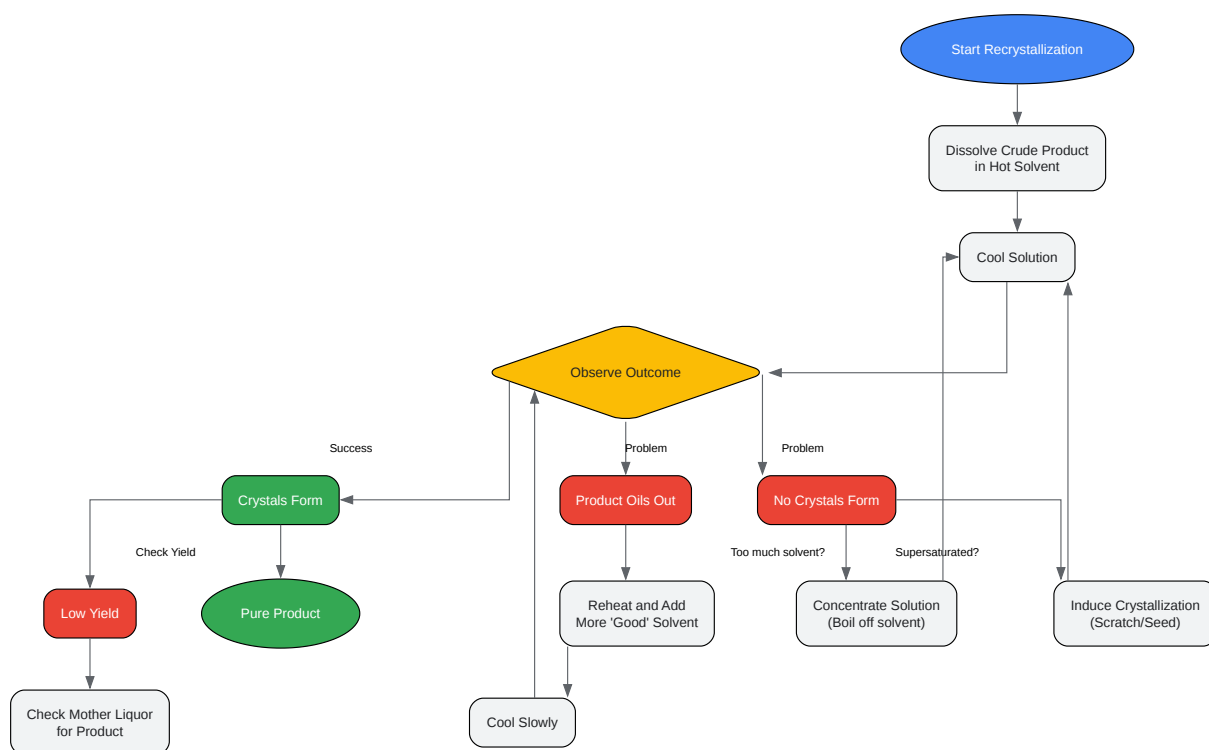 Start Recrystallization
Dissolve Crude Product
in Hot Solvent
Cool Solution
Observe Outcome
Success
Problem
Problem
Crystals Form
Product Oils Out
No Crystals Form
Check Yield
Too much solvent?
Supersaturated?
Low Yield
Pure Product
Reheat and Add
More 'Good' Solvent
Concentrate Solution
(Boil off solvent)
Induce Crystallization
(Scratch/Seed)
Check Mother Liquor
for Product
Cool Slowly